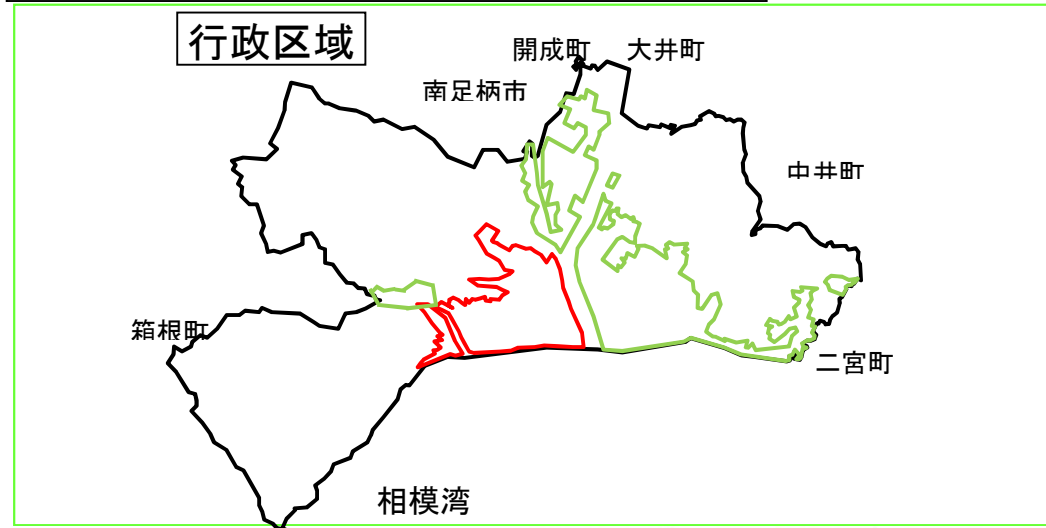 行政区域
開成町 大井町
南足柄市
中井町
箱根町
二宮町
相模湾